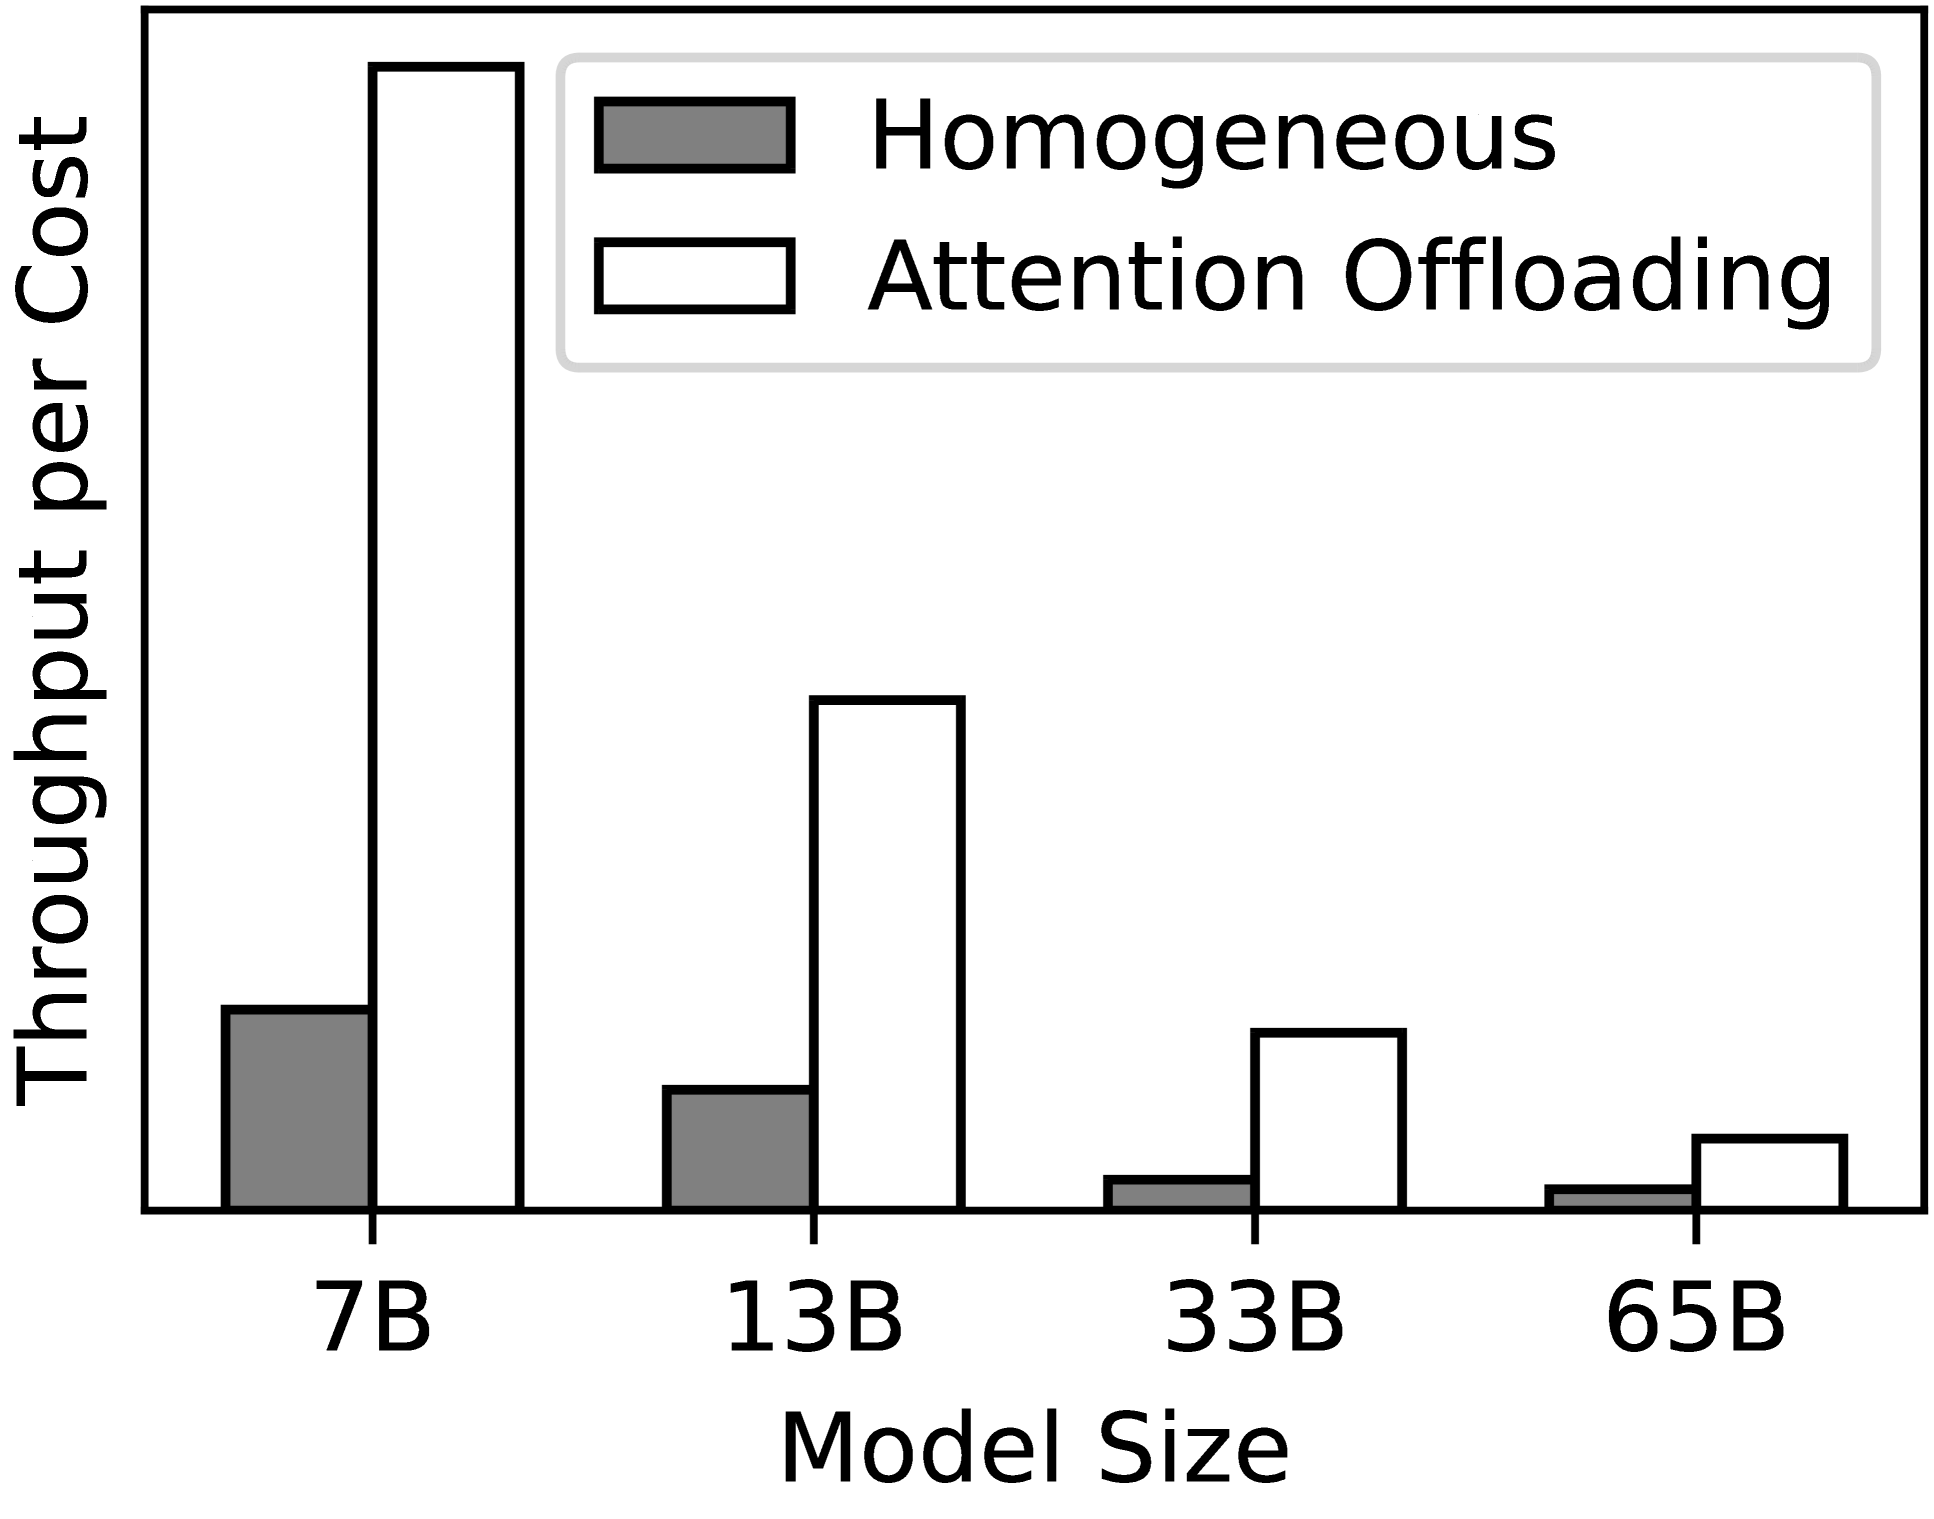 Throughput per Cost
Homogeneous
Attention Offloading
7B
13B
33B
65B
Model Size